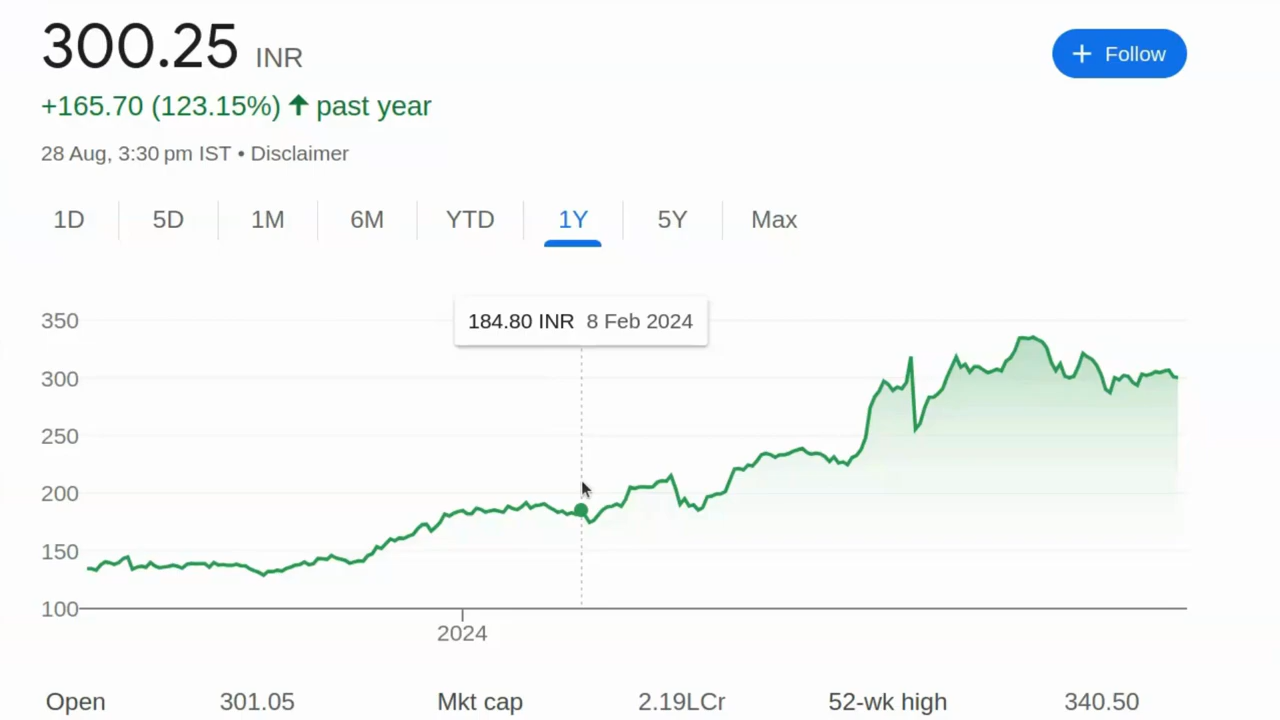 300.25 INR
+ Follow
+165.70 (123.15%) ↑ past year
28 Aug, 3:30 pm IST • Disclaimer
1D 5D 1M 6M YTD 1Y 5Y Max
184.80 INR 8 Feb 2024
350
300
250
200
150
100
2024
Open 301.05 Mkt cap 2.19LCr 52-wk high 340.50